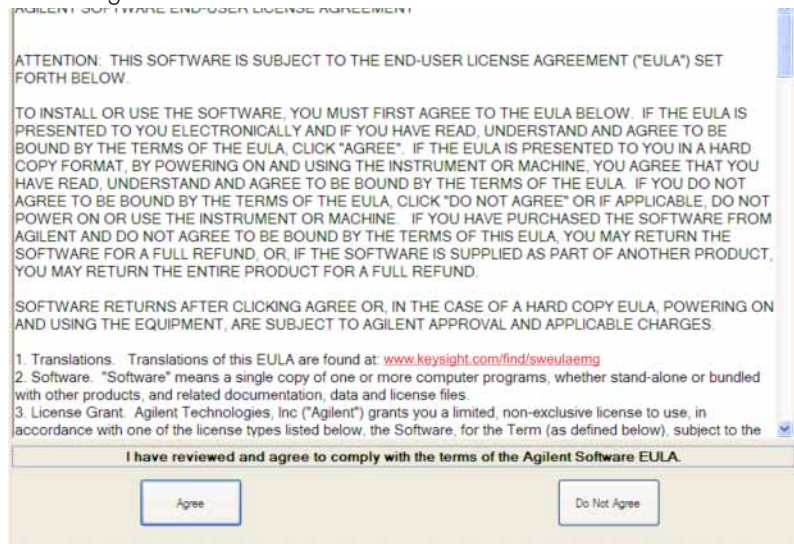 AGILENT SOFTWARE END-USER LICENSE AGREEMENT
ATTENTION: THIS SOFTWARE IS SUBJECT TO THE END-USER LICENSE AGREEMENT ("EULA") SET
FORTH BELOW.
TO INSTALL OR USE THE SOFTWARE, YOU MUST FIRST AGREE TO THE EULA BELOW. IF THE EULA IS
PRESENTED TO YOU ELECTRONICALLY AND IF YOU HAVE READ, UNDERSTAND AND AGREE TO BE
BOUND BY THE TERMS OF THE EULA, CLICK "AGREE". IF THE EULA IS PRESENTED TO YOU IN A HARD
COPY FORMAT, BY POWERING ON AND USING THE INSTRUMENT OR MACHINE, YOU AGREE THAT YOU
HAVE READ, UNDERSTAND AND AGREE TO BE BOUND BY THE TERMS OF THE EULA. IF YOU DO NOT
AGREE TO BE BOUND BY THE TERMS OF THE EULA, CLICK "DO NOT AGREE" OR IF APPLICABLE, DO NOT
POWER ON OR USE THE INSTRUMENT OR MACHINE. IF YOU HAVE PURCHASED THE SOFTWARE FROM
AGILENT AND DO NOT AGREE TO BE BOUND BY THE TERMS OF THIS EULA, YOU MAY RETURN THE
SOFTWARE FOR A FULL REFUND, OR, IF THE SOFTWARE IS SUPPLIED AS PART OF ANOTHER PRODUCT,
YOU MAY RETURN THE ENTIRE PRODUCT FOR A FULL REFUND.
SOFTWARE RETURNS AFTER CLICKING AGREE OR, IN THE CASE OF A HARD COPY EULA, POWERING ON
AND USING THE EQUIPMENT, ARE SUBJECT TO AGILENT APPROVAL AND APPLICABLE CHARGES.
1. Translations. Translations of this EULA are found at: www.keysight.com/find/sweulaemg
2. Software. "Software" means a single copy of one or more computer programs, whether stand-alone or bundled
with other products, and related documentation, data and license files.
3. License Grant. Agilent Technologies, Inc ("Agilent") grants you a limited, non-exclusive license to use, in
accordance with one of the license types listed below, the Software, for the Term (as defined below), subject to the
I have reviewed and agree to comply with the terms of the Agilent Software EULA.
Agree
Do Not Agree